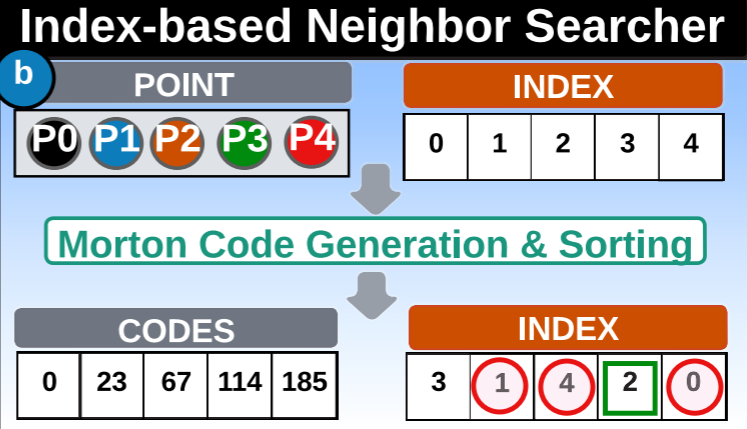 Index-based Neighbor Searcher
b
POINT
INDEX
P0 P1 P2 P3 P4
0 1 2 3 4
Morton Code Generation & Sorting
CODES
INDEX
0 23 67 114 185
3 1 4 2 0